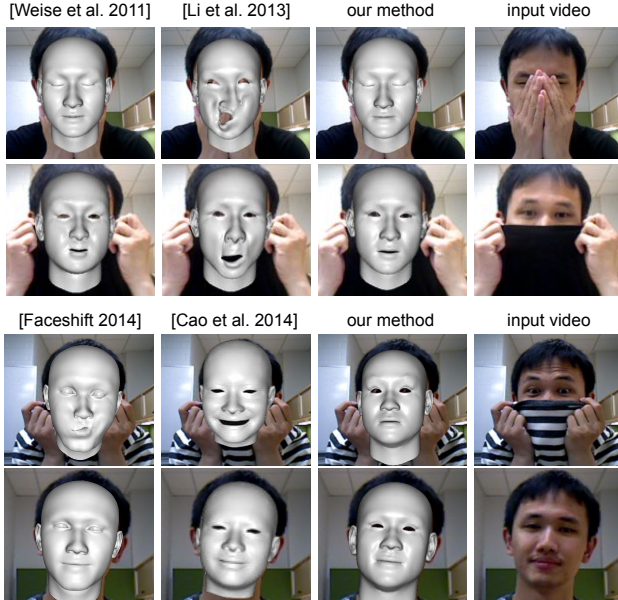 [Weise et al. 2011] [Li et al. 2013] our method input video
[Faceshift 2014] [Cao et al. 2014] our method input video